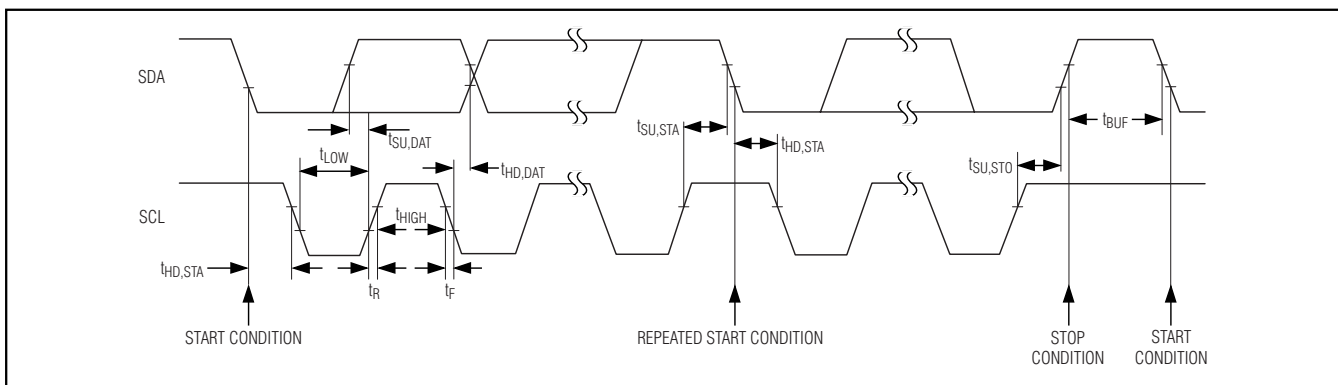 SDA
tSU,DAT
tLOW
tHD,DAT
tSU,STA
tHD,STA
tBUF
tSU,STO
SCL
tHIGH
tHD,STA
tR
tF
START CONDITION
REPEATED START CONDITION
STOP
CONDITION
START
CONDITION